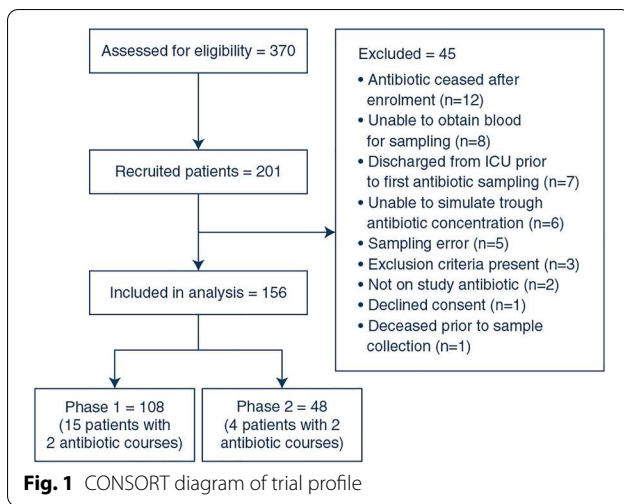 Assessed for eligibility = 370
Recruited patients = 201
Included in analysis = 156
Phase 1 = 108
(15 patients with
2 antibiotic courses)
Phase 2 = 48
(4 patients with 2
antibiotic courses)
Excluded = 45
• Antibiotic ceased after
enrolment (n=12)
• Unable to obtain blood
for sampling (n=8)
• Discharged from ICU prior
to first antibiotic sampling (n=7)
• Unable to simulate trough
antibiotic concentration (n=6)
• Sampling error (n=5)
• Exclusion criteria present (n=3)
• Not on study antibiotic (n=2)
• Declined consent (n=1)
• Deceased prior to sample
collection (n=1)
Fig. 1 CONSORT diagram of trial profile